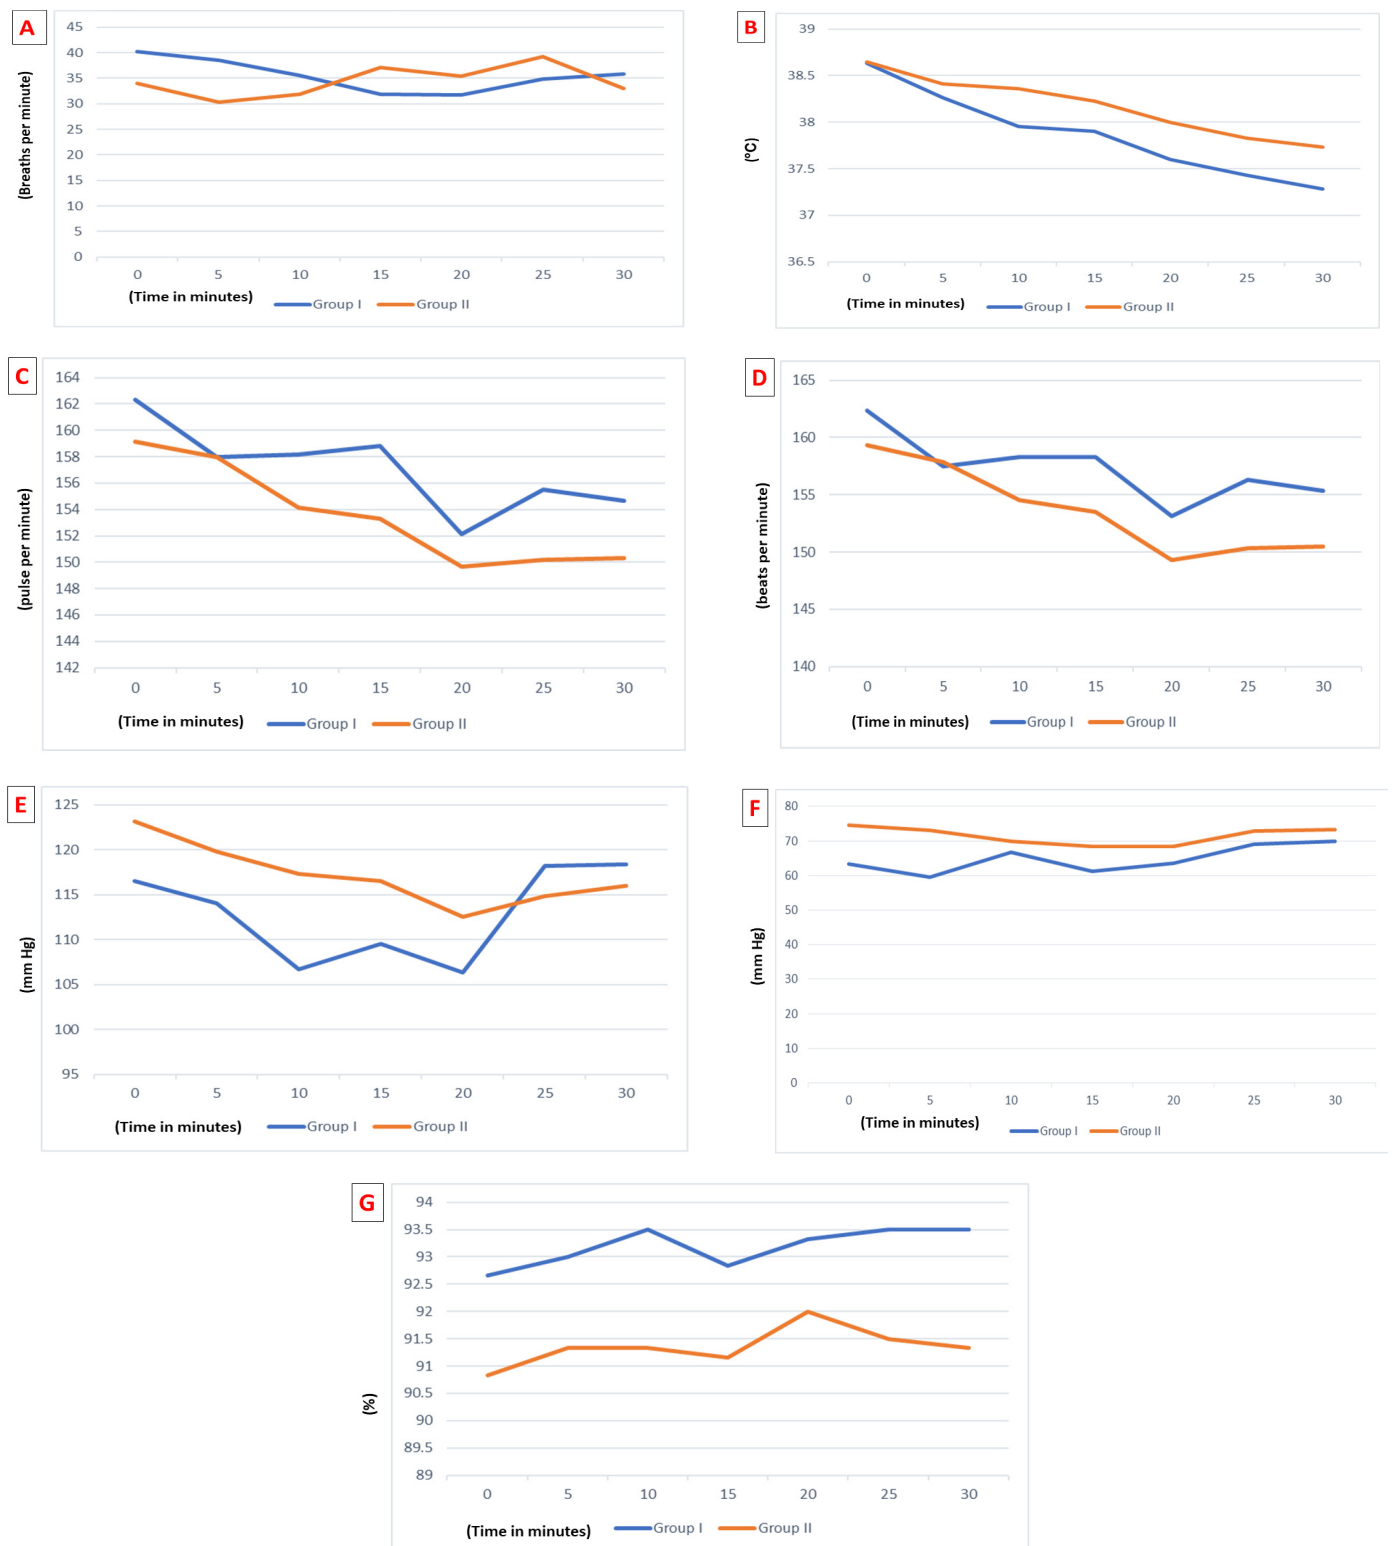 A
(Breaths per minute)
45
40
35
30
25
20
15
10
5
0
0 5 10 15 20 25 30
(Time in minutes) Group I Group II
B
(ºC)
39
38.5
38
37.5
37
36.5
0 5 10 15 20 25 30
(Time in minutes) Group I Group II
C
(pulse per minute)
164
162
160
158
156
154
152
150
148
146
144
142
0 5 10 15 20 25 30
(Time in minutes) Group I Group II
D
(beats per minute)
165
160
155
150
145
140
0 5 10 15 20 25 30
(Time in minutes) Group I Group II
E
(mm Hg)
125
120
115
110
105
100
95
0 5 10 15 20 25 30
(Time in minutes) Group I Group II
F
(mm Hg)
80
70
60
50
40
30
20
10
0
0 5 10 15 20 25 30
(Time in minutes) Group I Group II
G
(%)
94
93.5
93
92.5
92
91.5
91
90.5
90
89.5
89
0 5 10 15 20 25 30
(Time in minutes) Group I Group II